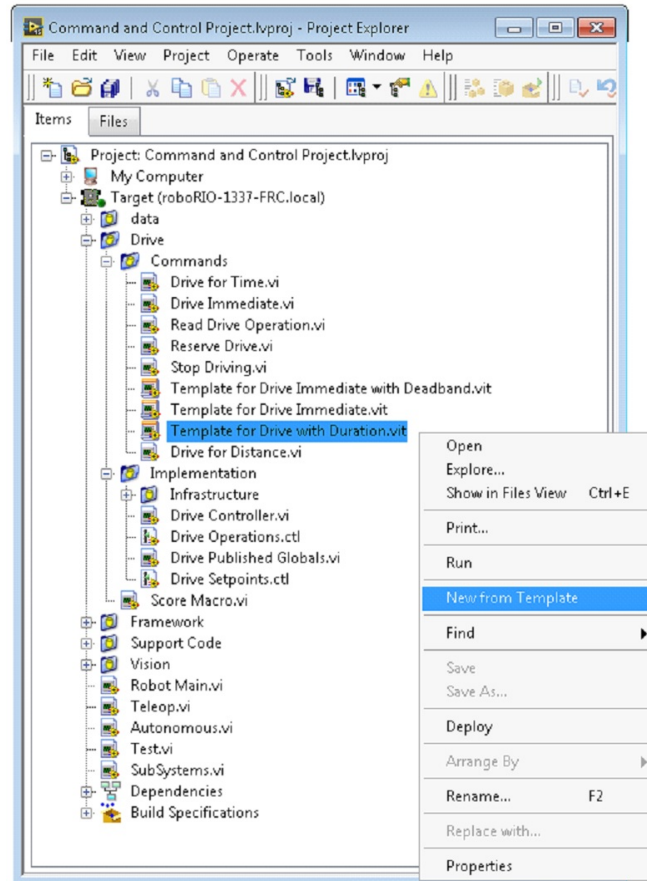 Command and Control Project.lvproj - Project Explorer
File Edit View Project Operate Tools Window Help
Items Files
Project: Command and Control Project.lvproj
My Computer
Target (roboRIO-1337-FRC.local)
data
Drive
Commands
Drive for Time.vi
Drive Immediate.vi
Read Drive Operation.vi
Reserve Drive.vi
Stop Driving.vi
Template for Drive Immediate with Deadband.vit
Template for Drive Immediate.vit
Template for Drive with Duration.vit
Drive for Distance.vi
Implementation
Infrastructure
Drive Controller.vi
Drive Operations.ctl
Drive Published Globals.vi
Drive Setpoints.ctl
Score Macro.vi
Framework
Support Code
Vision
Robot Main.vi
Teleop.vi
Autonomous.vi
Test.vi
SubSystems.vi
Dependencies
Build Specifications
Open
Explore...
Show in Files View Ctrl+E
Print...
Run
New from Template
Find
Save
Save As...
Deploy
Arrange By
Rename... F2
Replace with...
Properties